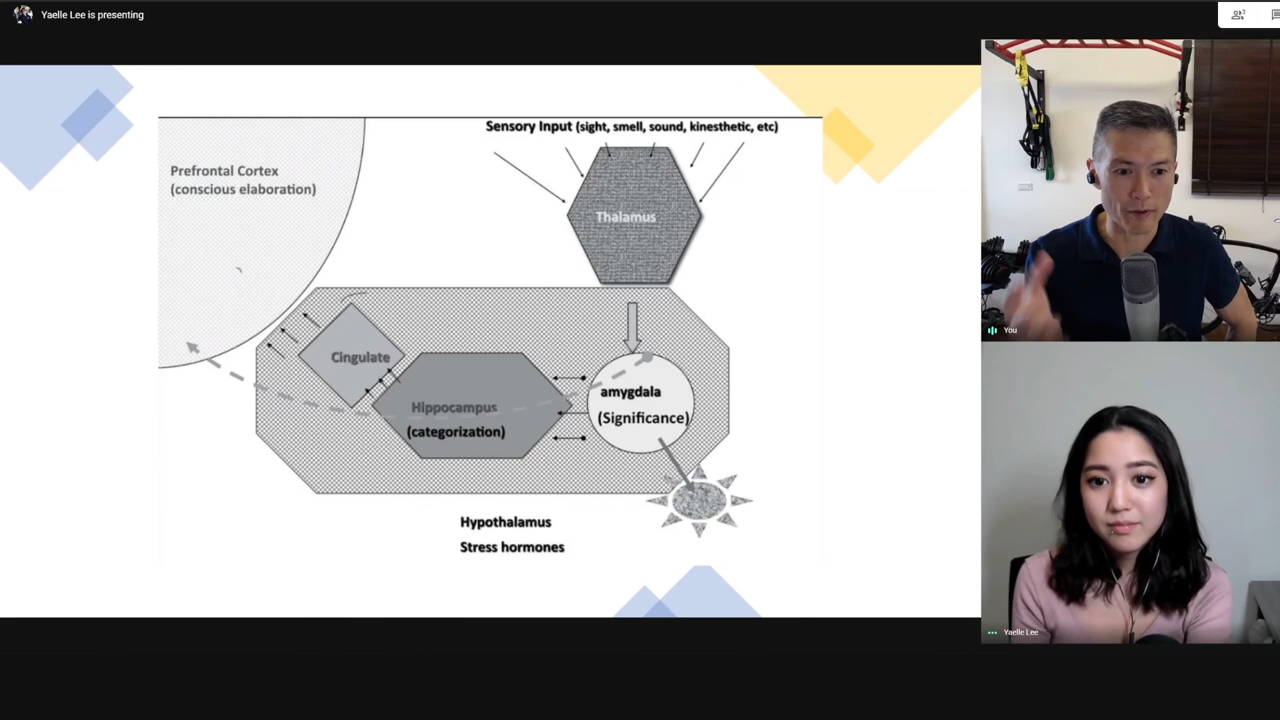 Yaelle Lee is presenting
3
Sensory Input (sight, smell, sound, kinesthetic, etc)
Prefrontal Cortex
(conscious elaboration)
Thalamus
Cingulate
amygdala
(Significance)
Hippocampus
(categorization)
Hypothalamus
Stress hormones
You
Yaelle Lee